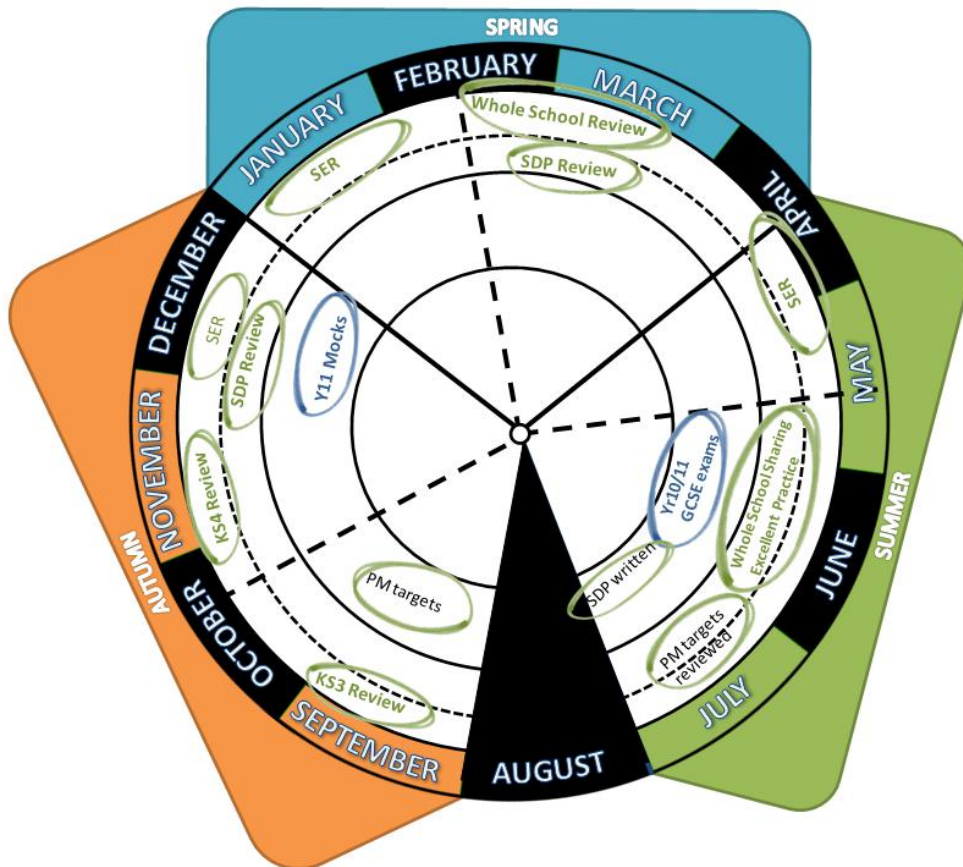 SPRING
FEBRUARY
MARCH
JANUARY
APRIL
Whole School Review
SER
SDP Review
DECEMBER
SER
SER
SDP Review
Y11 Mocks
MAY
NOVEMBER
KS4 Review
Yr10/11
GCSE exams
Whole School Sharing
Excellent Practice
SUMMER
AUTUMN
JUNE
OCTOBER
PM targets
SDP written
PM targets
reviewed
KS3 Review
JULY
SEPTEMBER
AUGUST